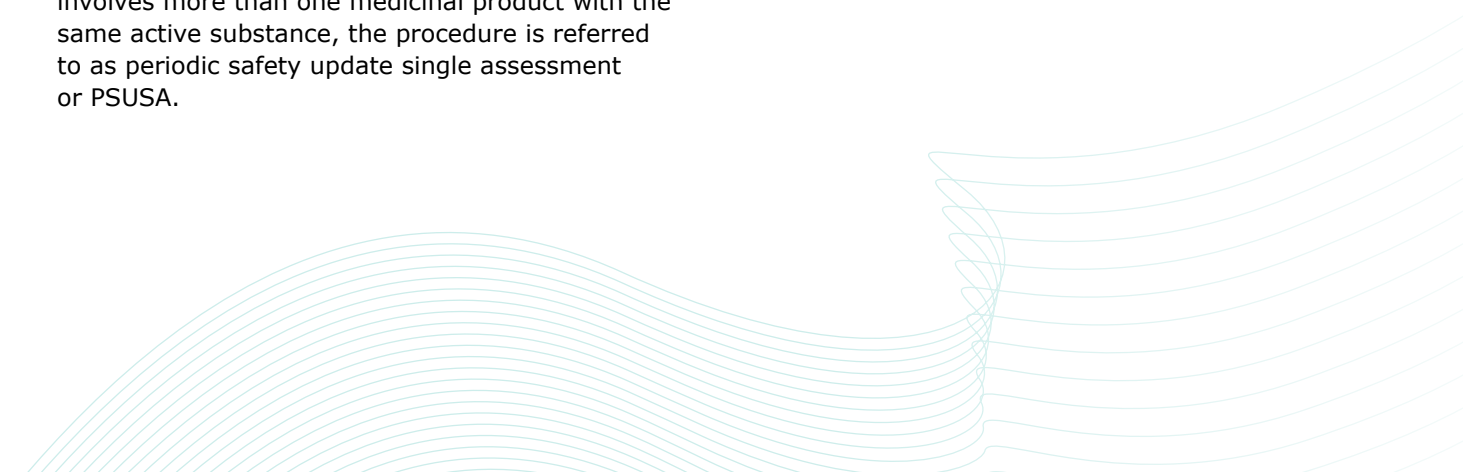 involves more than one medicinal product with the
same active substance, the procedure is referred
to as periodic safety update single assessment
or PSUSA.